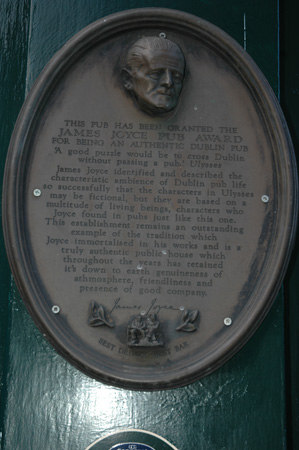 THIS PUB HAS BEEN GRANTED THE
JAMES JOYCE PUB AWARD
FOR BEING AN AUTHENTIC DUBLIN PUB
'A good puzzle would be to cross Dublin
without passing a pub.' Ulysses
James Joyce identified and described the
characteristic ambience of Dublin pub life
so successfully that the characters in Ulysses
may be fictional, but they are based on a
multitude of living beings, characters who
Joyce found in pubs just like this one.
This establishment remains an outstanding
example of the tradition which
Joyce immortalised in his works and is a
truly authentic public house which
throughout the years has retained
it's down to earth genuineness of
athmosphere, friendliness and
presence of good company.
James Joyce
BEST BAR